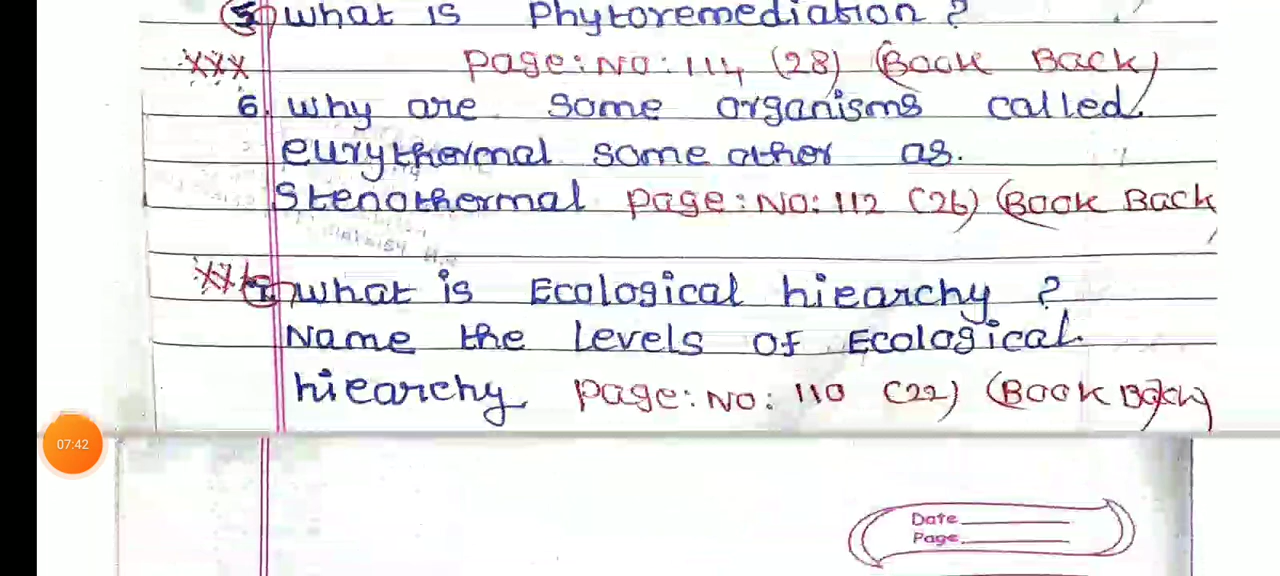 5 What is Phytoremediation ?
xxx Page: No: 114 (28) (Book Back)
6. Why are some organisms called
eurythermal some other as.
Stenothermal Page: No: 112 (26) (Book Back
What is Ecological hiearchy ?
Name the Levels of Ecological.
hiearchy Page: No: 110 (22) (Book Back)
07:42
Date
Page